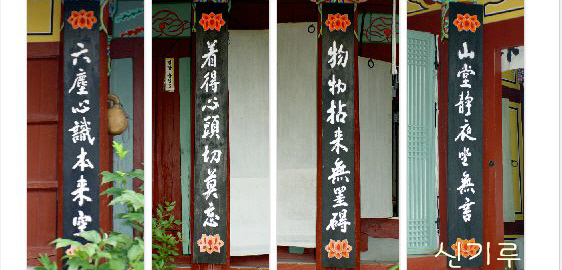 六塵心識本来空
着得心頭切莫忘
物物拈来無罣碍
山堂靜夜坐無言
신기루